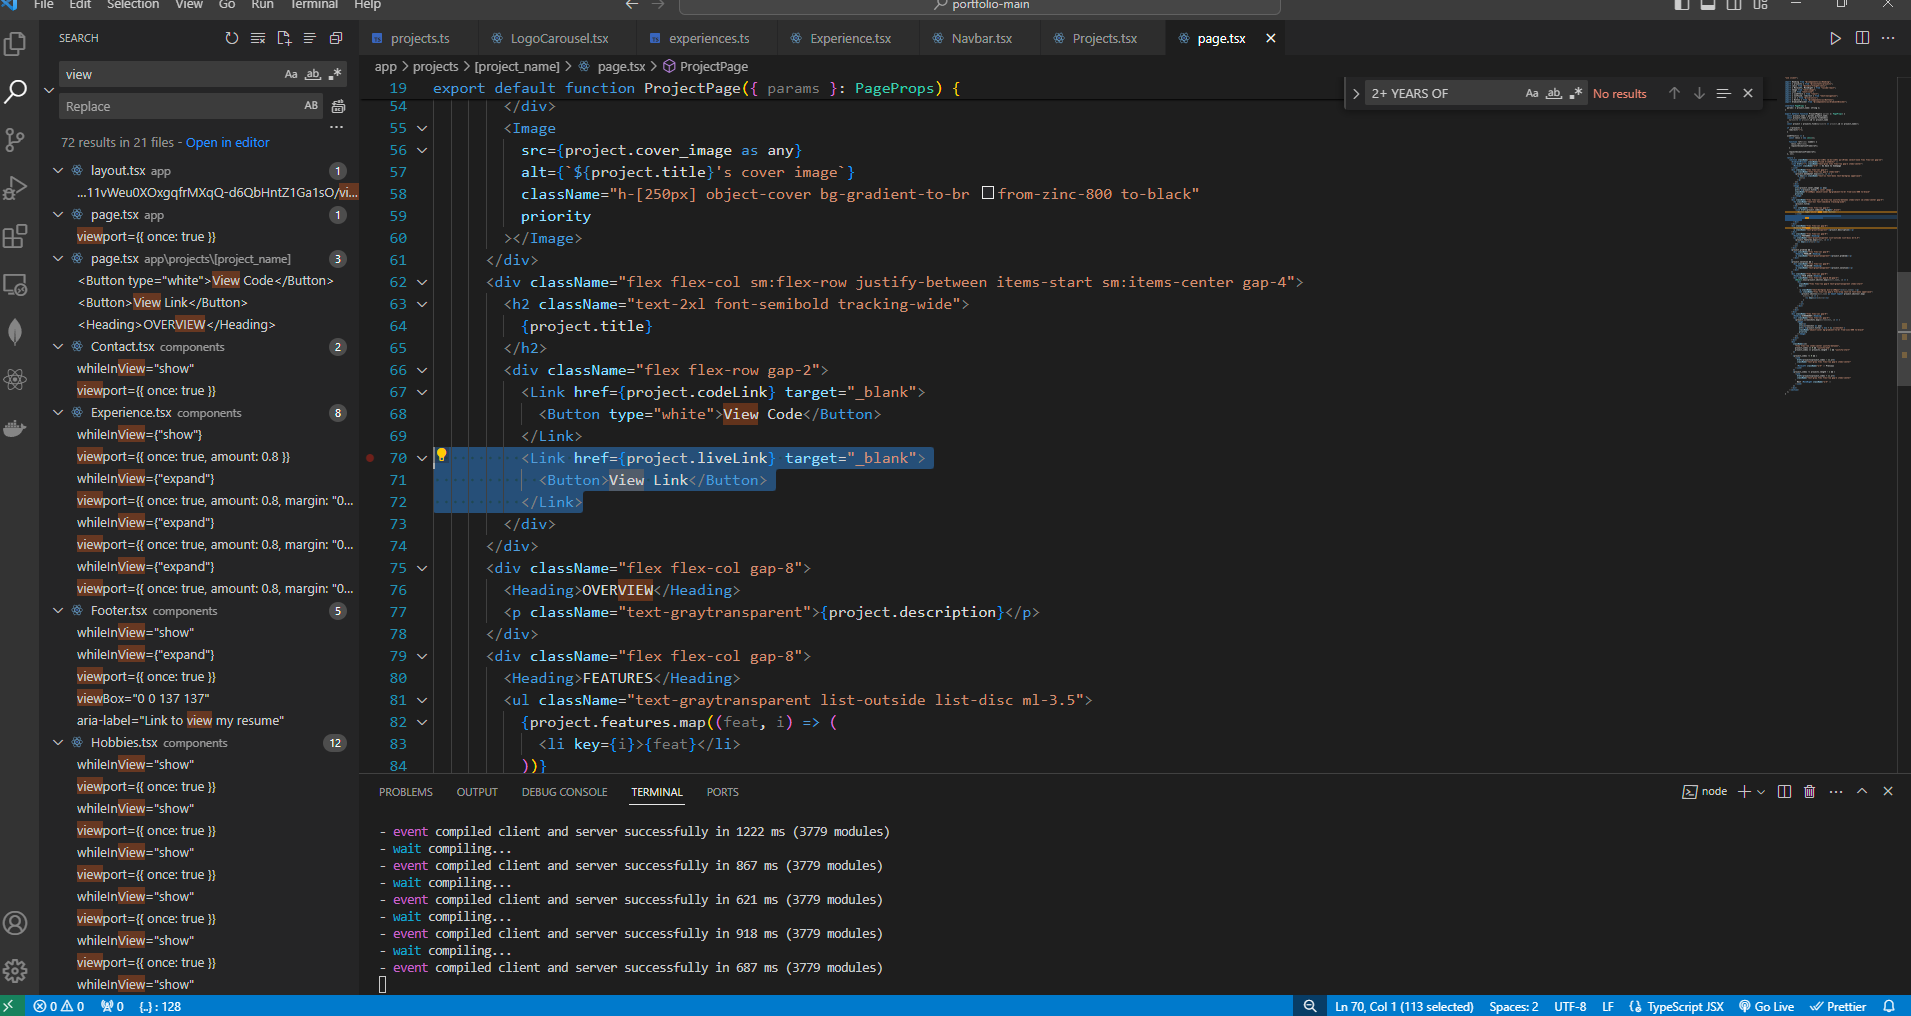 File Edit Selection View Go Run Terminal Help
portfolio-main
SEARCH
view
Aa ab .*
Replace
AB
72 results in 21 files - Open in editor
layout.tsx app 1
...11vWeu0XOxgqfrMXqQ-d6QbHntZ1Ga1sO/vi...
page.tsx app 1
viewport={{ once: true }}
page.tsx app\projects\[project_name] 3
<Button type="white">View Code</Button>
<Button>View Link</Button>
<Heading>OVERVIEW</Heading>
Contact.tsx components 2
whileInView="show"
viewport={{ once: true }}
Experience.tsx components 8
whileInView={"show"}
viewport={{ once: true, amount: 0.8 }}
whileInView={"expand"}
viewport={{ once: true, amount: 0.8, margin: "0...
whileInView={"expand"}
viewport={{ once: true, amount: 0.8, margin: "0...
whileInView={"expand"}
viewport={{ once: true, amount: 0.8, margin: "0...
Footer.tsx components 5
whileInView="show"
whileInView={"expand"}
viewport={{ once: true }}
viewBox="0 0 137 137"
aria-label="Link to view my resume"
Hobbies.tsx components 12
whileInView="show"
viewport={{ once: true }}
whileInView="show"
viewport={{ once: true }}
whileInView="show"
viewport={{ once: true }}
whileInView="show"
viewport={{ once: true }}
whileInView="show"
viewport={{ once: true }}
whileInView="show"
projects.ts LogoCarousel.tsx experiences.ts Experience.tsx Navbar.tsx Projects.tsx page.tsx
app > projects > [project_name] > page.tsx > ProjectPage
2+ YEARS OF Aa ab .* No results
19 export default function ProjectPage({ params }: PageProps) {
54 </div>
55 <Image
56 src={project.cover_image as any}
57 alt={`${project.title}'s cover image`}
58 className="h-[250px] object-cover bg-gradient-to-br from-zinc-800 to-black"
59 priority
60 ></Image>
61 </div>
62 <div className="flex flex-col sm:flex-row justify-between items-start sm:items-center gap-4">
63 <h2 className="text-2xl font-semibold tracking-wide">
64 {project.title}
65 </h2>
66 <div className="flex flex-row gap-2">
67 <Link href={project.codeLink} target="_blank">
68 <Button type="white">View Code</Button>
69 </Link>
70 <Link href={project.liveLink} target="_blank">
71 <Button>View Link</Button>
72 </Link>
73 </div>
74 </div>
75 <div className="flex flex-col gap-8">
76 <Heading>OVERVIEW</Heading>
77 <p className="text-graytransparent">{project.description}</p>
78 </div>
79 <div className="flex flex-col gap-8">
80 <Heading>FEATURES</Heading>
81 <ul className="text-graytransparent list-outside list-disc ml-3.5">
82 {project.features.map((feat, i) => (
83 <li key={i}>{feat}</li>
84 ))}
PROBLEMS OUTPUT DEBUG CONSOLE TERMINAL PORTS
node
- event compiled client and server successfully in 1222 ms (3779 modules)
- wait compiling...
- event compiled client and server successfully in 867 ms (3779 modules)
- wait compiling...
- event compiled client and server successfully in 621 ms (3779 modules)
- wait compiling...
- event compiled client and server successfully in 918 ms (3779 modules)
- wait compiling...
- event compiled client and server successfully in 687 ms (3779 modules)
0 0 0 {..} : 128
Ln 70, Col 1 (113 selected) Spaces: 2 UTF-8 LF TypeScript JSX Go Live Prettier